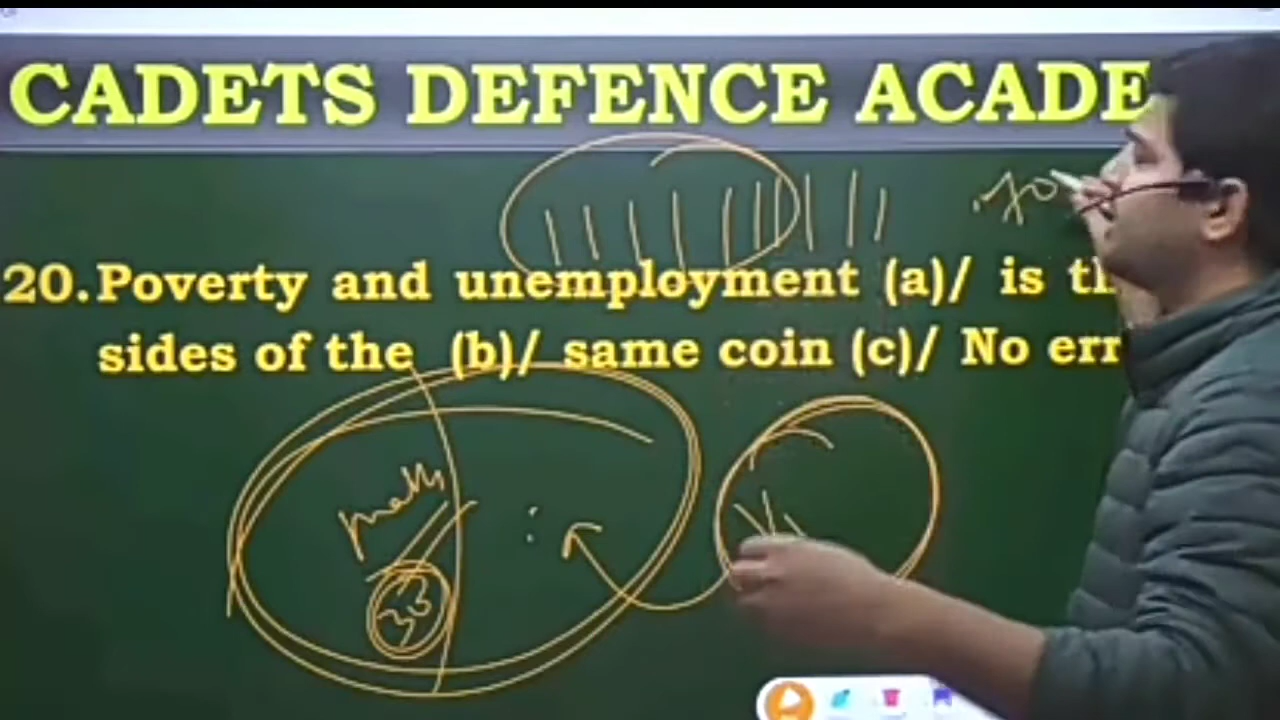 CADETS DEFENCE ACADE
20. Poverty and unemployment (a)/ is th
sides of the (b)/ same coin (c)/ No err